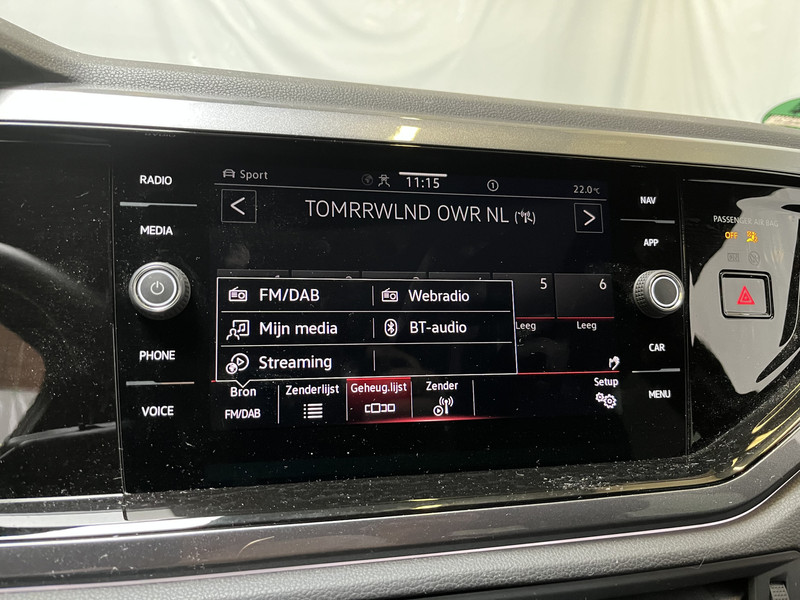 RADIO
MEDIA
PHONE
VOICE
Sport
11:15
1
22.0°C
TOMRRWLND OWR NL
5
6
Leeg
Leeg
FM/DAB
Webradio
Mijn media
BT-audio
Streaming
Bron
FM/DAB
Zenderlijst
Geheug.lijst
Zender
Setup
NAV
APP
CAR
MENU
PASSENGER AIR BAG
OFF